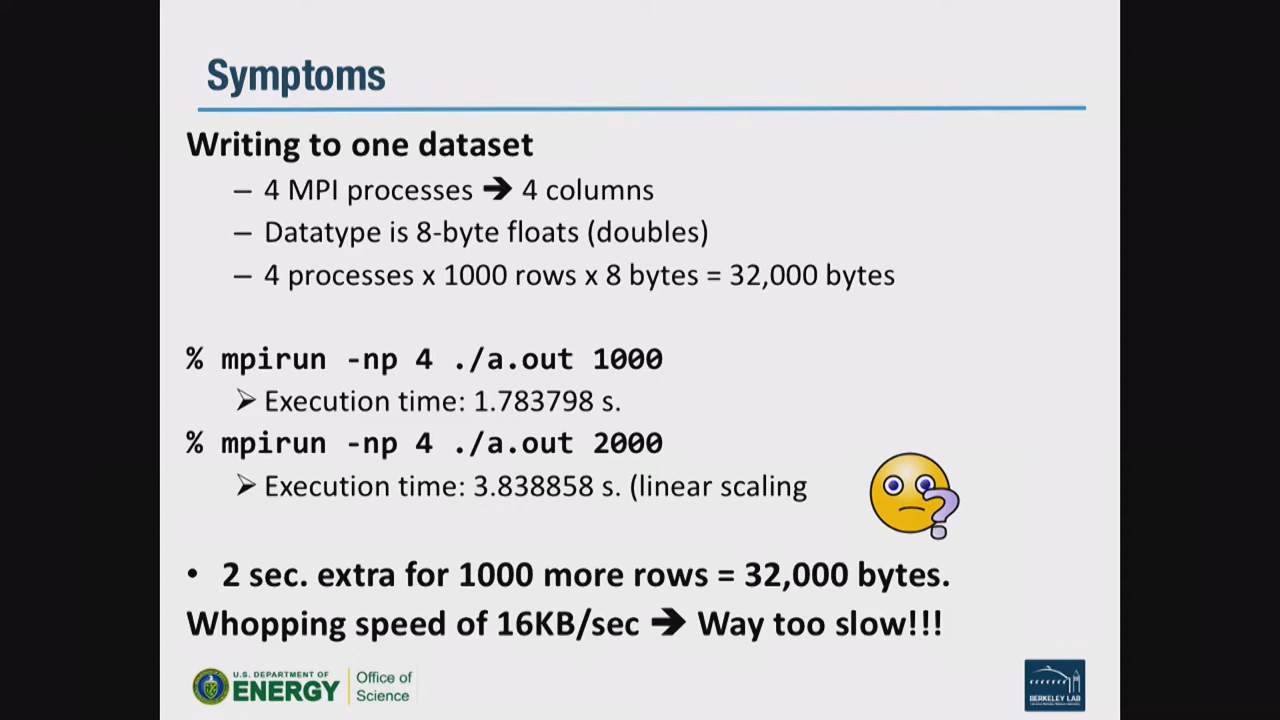 Symptoms
Writing to one dataset
– 4 MPI processes ➔ 4 columns
– Datatype is 8-byte floats (doubles)
– 4 processes x 1000 rows x 8 bytes = 32,000 bytes
% mpirun -np 4 ./a.out 1000
➢ Execution time: 1.783798 s.
% mpirun -np 4 ./a.out 2000
➢ Execution time: 3.838858 s. (linear scaling
• 2 sec. extra for 1000 more rows = 32,000 bytes.
Whopping speed of 16KB/sec ➔ Way too slow!!!
U.S. DEPARTMENT OF
ENERGY
Office of
Science
BERKELEY LAB